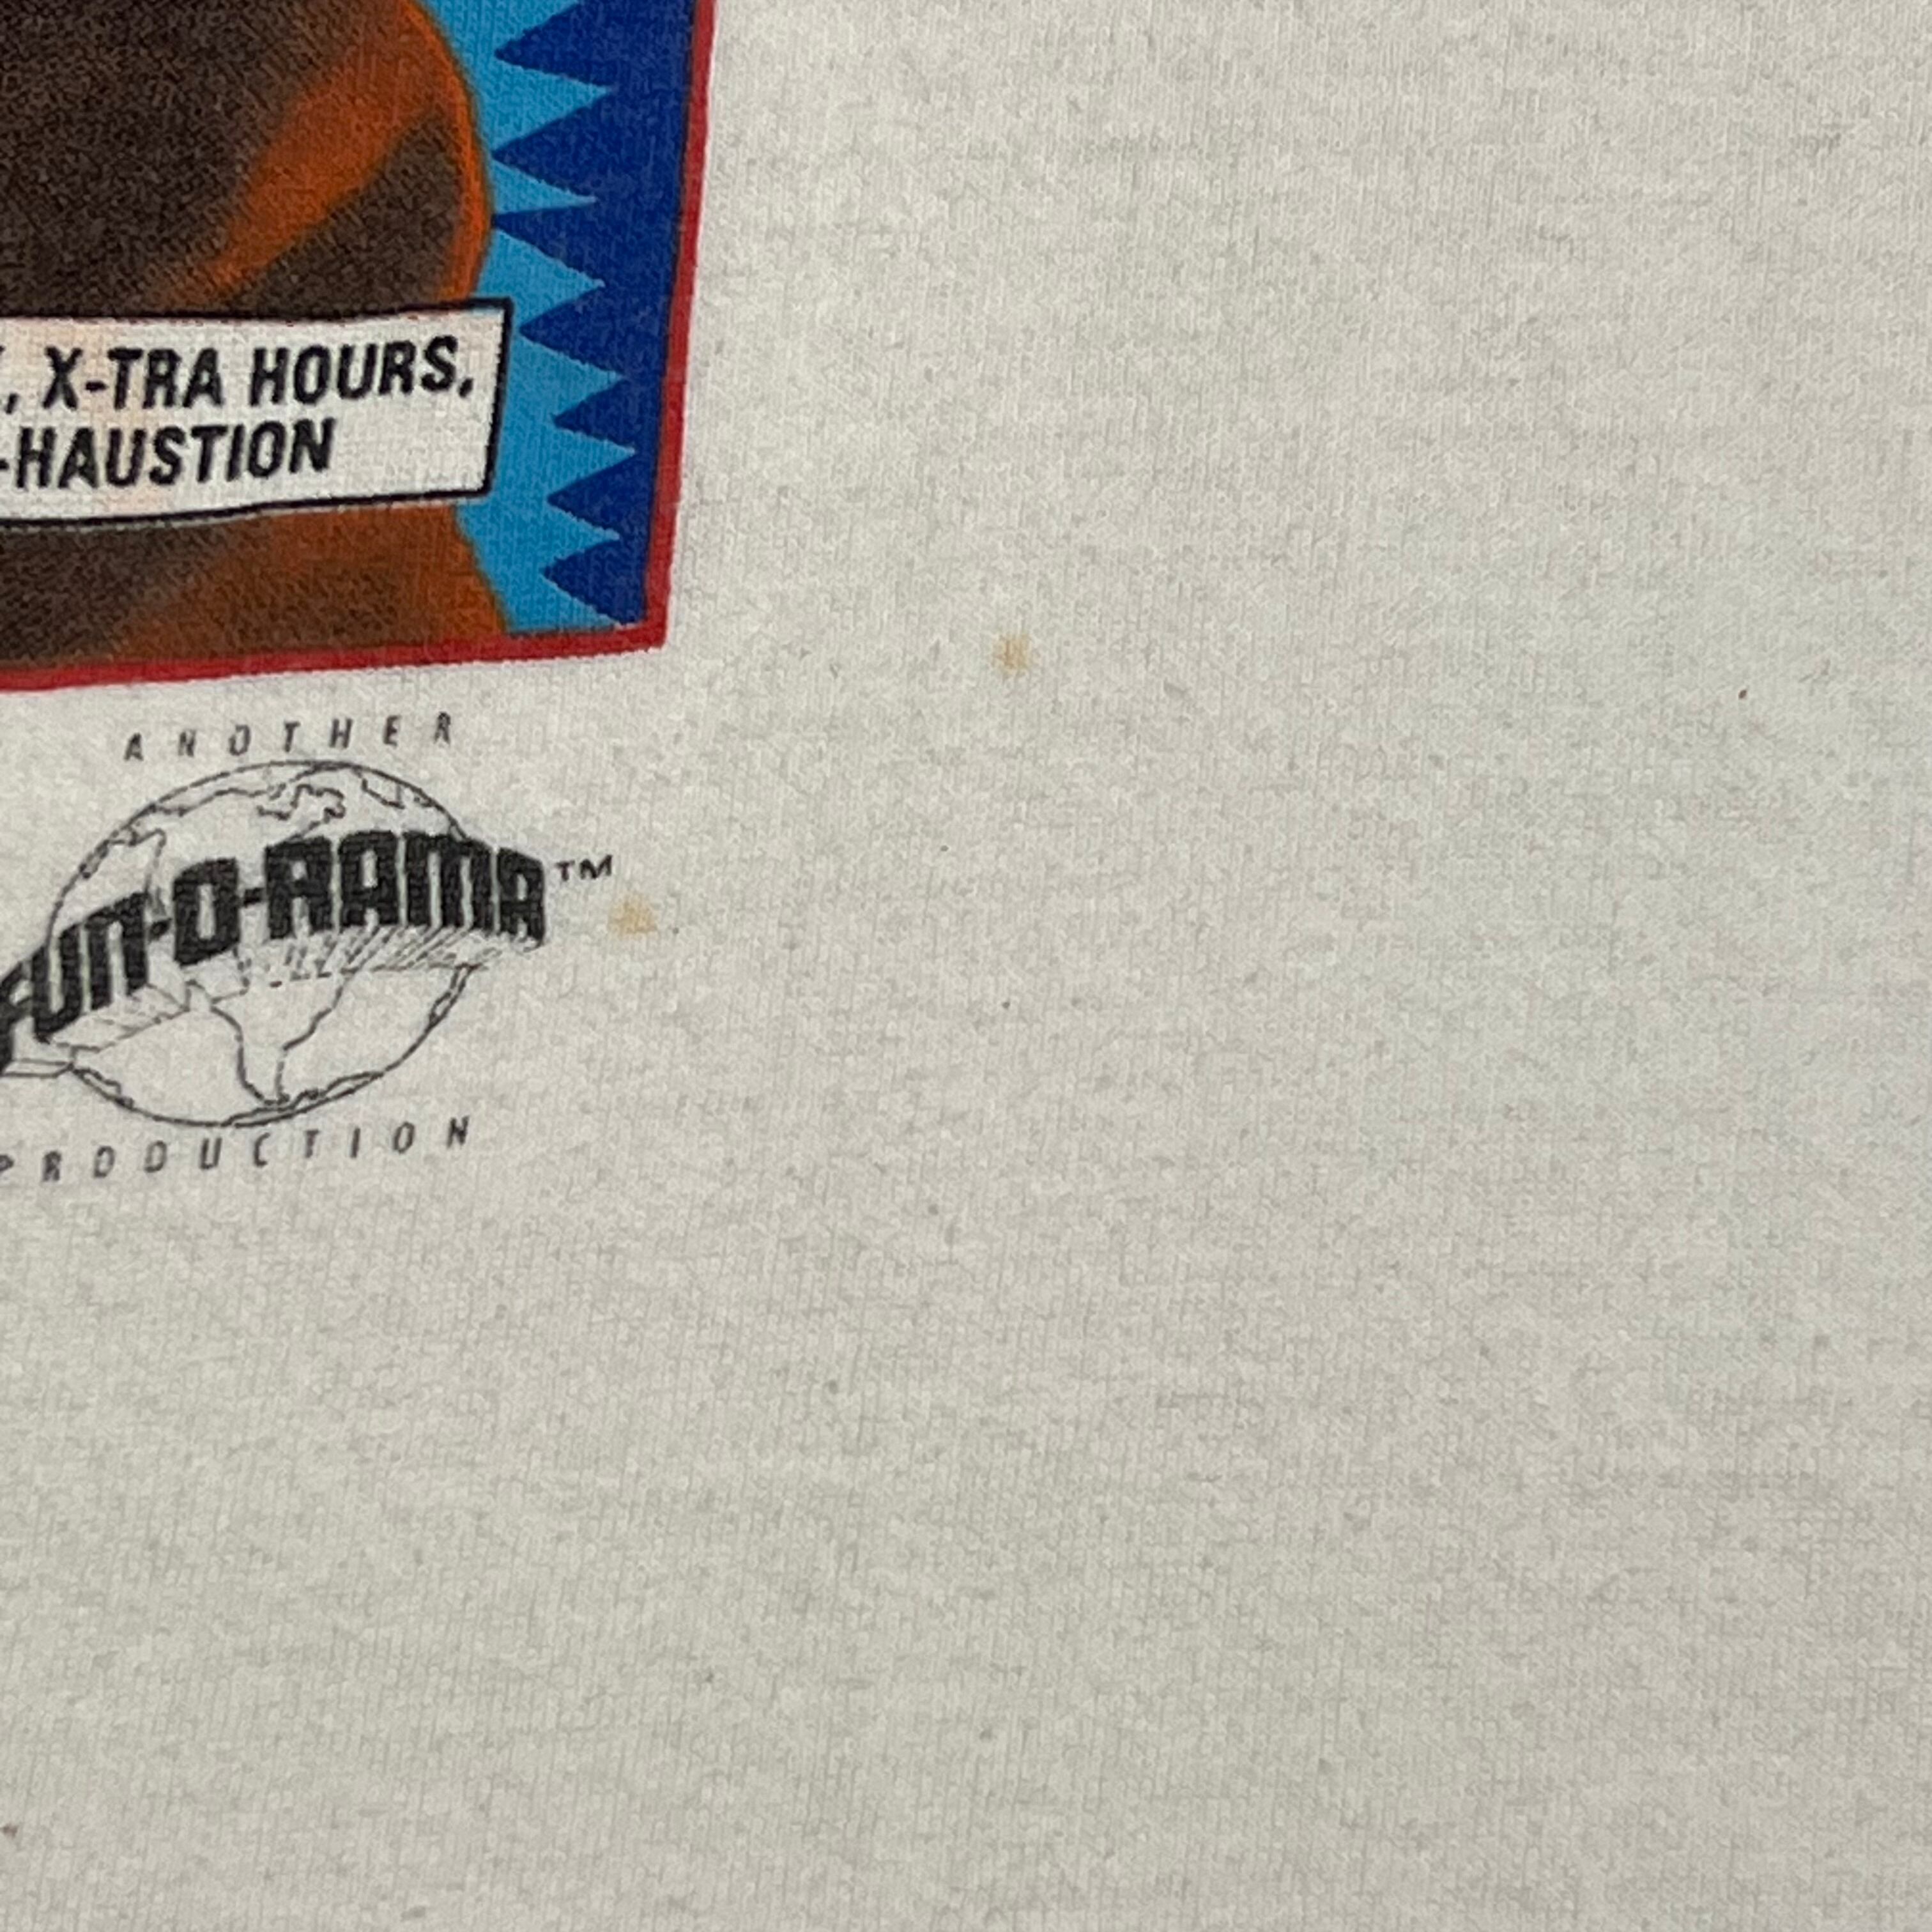 , X-TRA HOURS,
-HAUSTION
ANOTHER
FUN-O-RAMA™
PRODUCTION